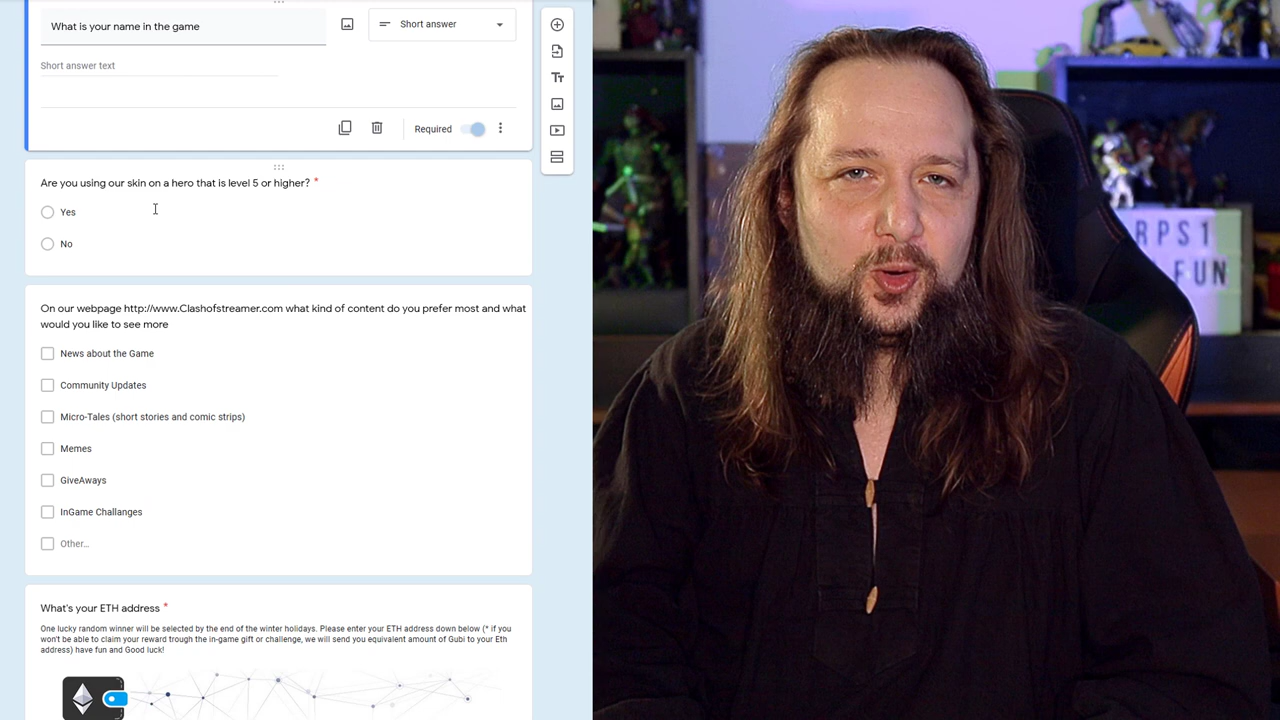 What is your name in the game
Short answer
Short answer text
Required
Are you using our skin on a hero that is level 5 or higher? *
Yes
No
On our webpage http://www.Clashofstreamer.com what kind of content do you prefer most and what
would you like to see more
News about the Game
Community Updates
Micro-Tales (short stories and comic strips)
Memes
GiveAways
InGame Challanges
Other…
What's your ETH address *
One lucky random winner will be selected by the end of the winter holidays. Please enter your ETH address down below (* if you
won't be able to claim your reward trough the in-game gift or challenge, we will send you equivalent amount of Gubi to your Eth
address) have fun and Good luck!
RPS1
FUN